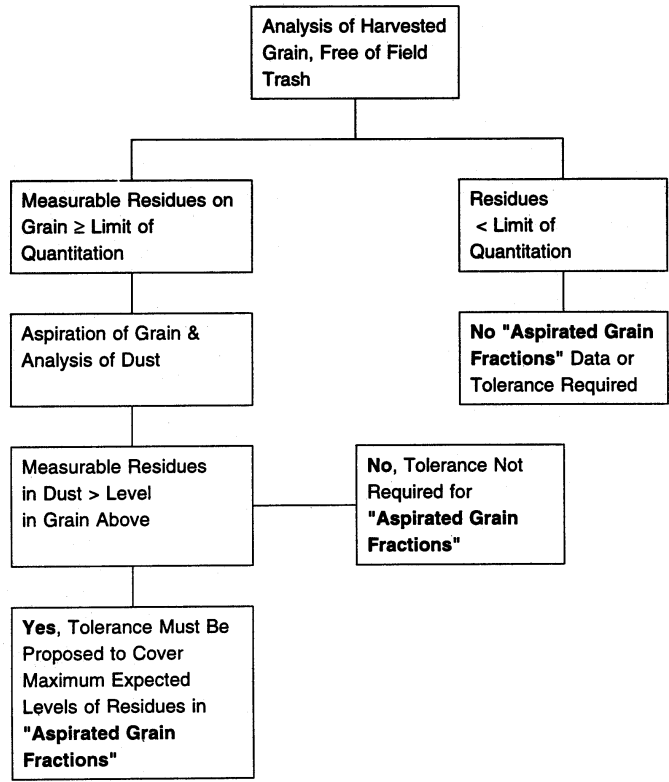 Analysis of Harvested
Grain, Free of Field
Trash
Measurable Residues on
Grain ≥ Limit of
Quantitation
Residues
< Limit of
Quantitation
Aspiration of Grain &
Analysis of Dust
No "Aspirated Grain
Fractions" Data or
Tolerance Required
Measurable Residues
in Dust > Level
in Grain Above
No, Tolerance Not
Required for
"Aspirated Grain
Fractions"
Yes, Tolerance Must Be
Proposed to Cover
Maximum Expected
Levels of Residues in
"Aspirated Grain
Fractions"